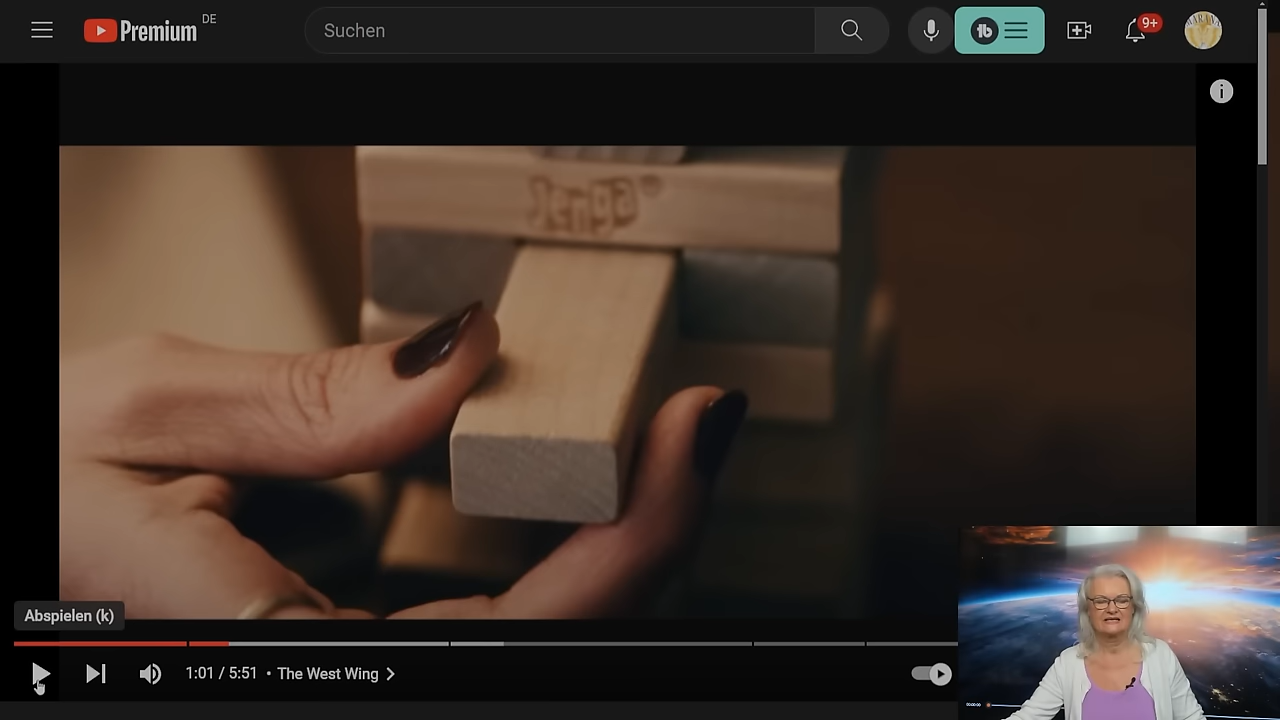 Premium DE
Suchen
9+
Jenga®
Abspielen (k)
1:01 / 5:51 • The West Wing